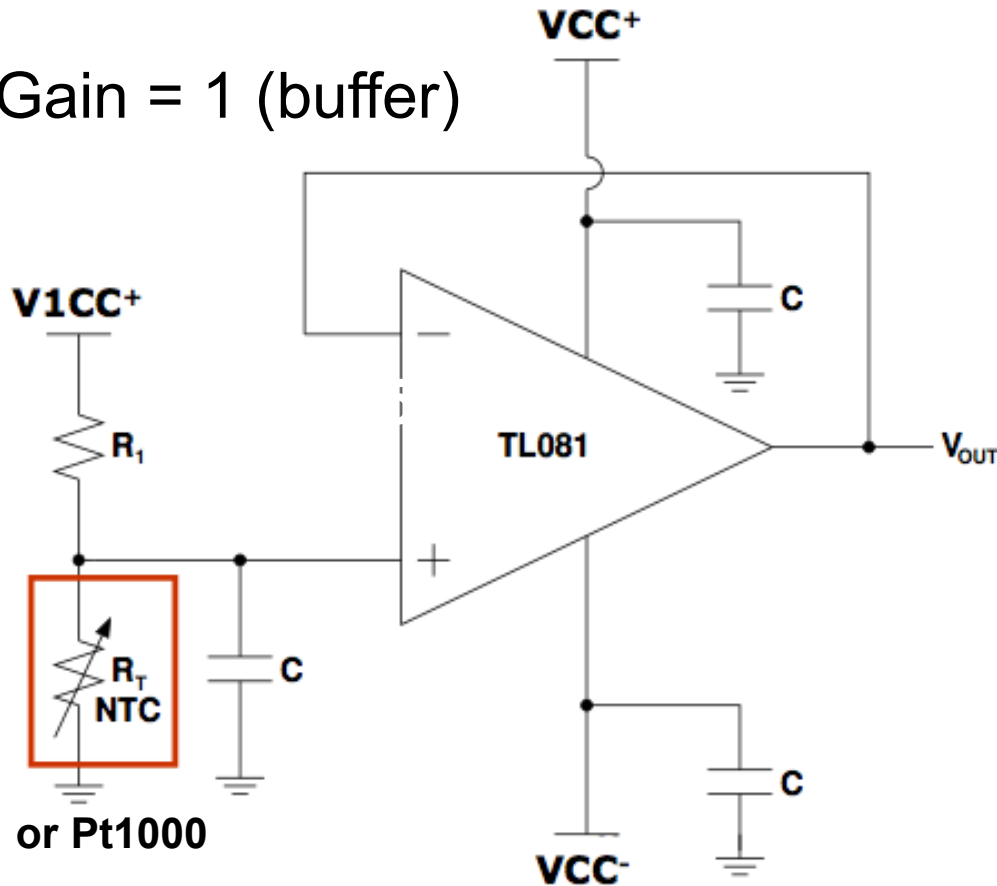 VCC+
Gain = 1 (buffer)
V1CC+
C
R1
TL081
VOUT
RT
NTC
C
or Pt1000
C
VCC-